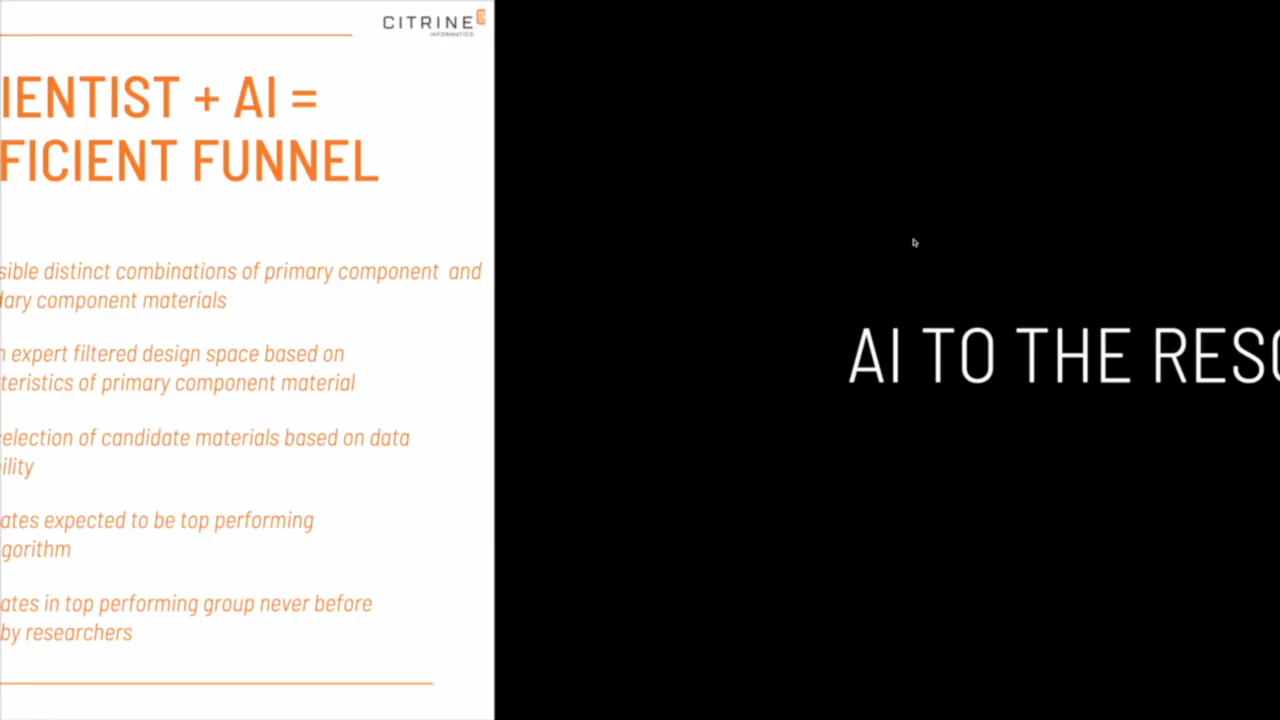 CITRINE
INFORMATICS
IENTIST + AI =
FICIENT FUNNEL
sible distinct combinations of primary component and
dary component materials
n expert filtered design space based on
teristics of primary component material
selection of candidate materials based on data
ility
ates expected to be top performing
gorithm
ates in top performing group never before
by researchers
AI TO THE RESC